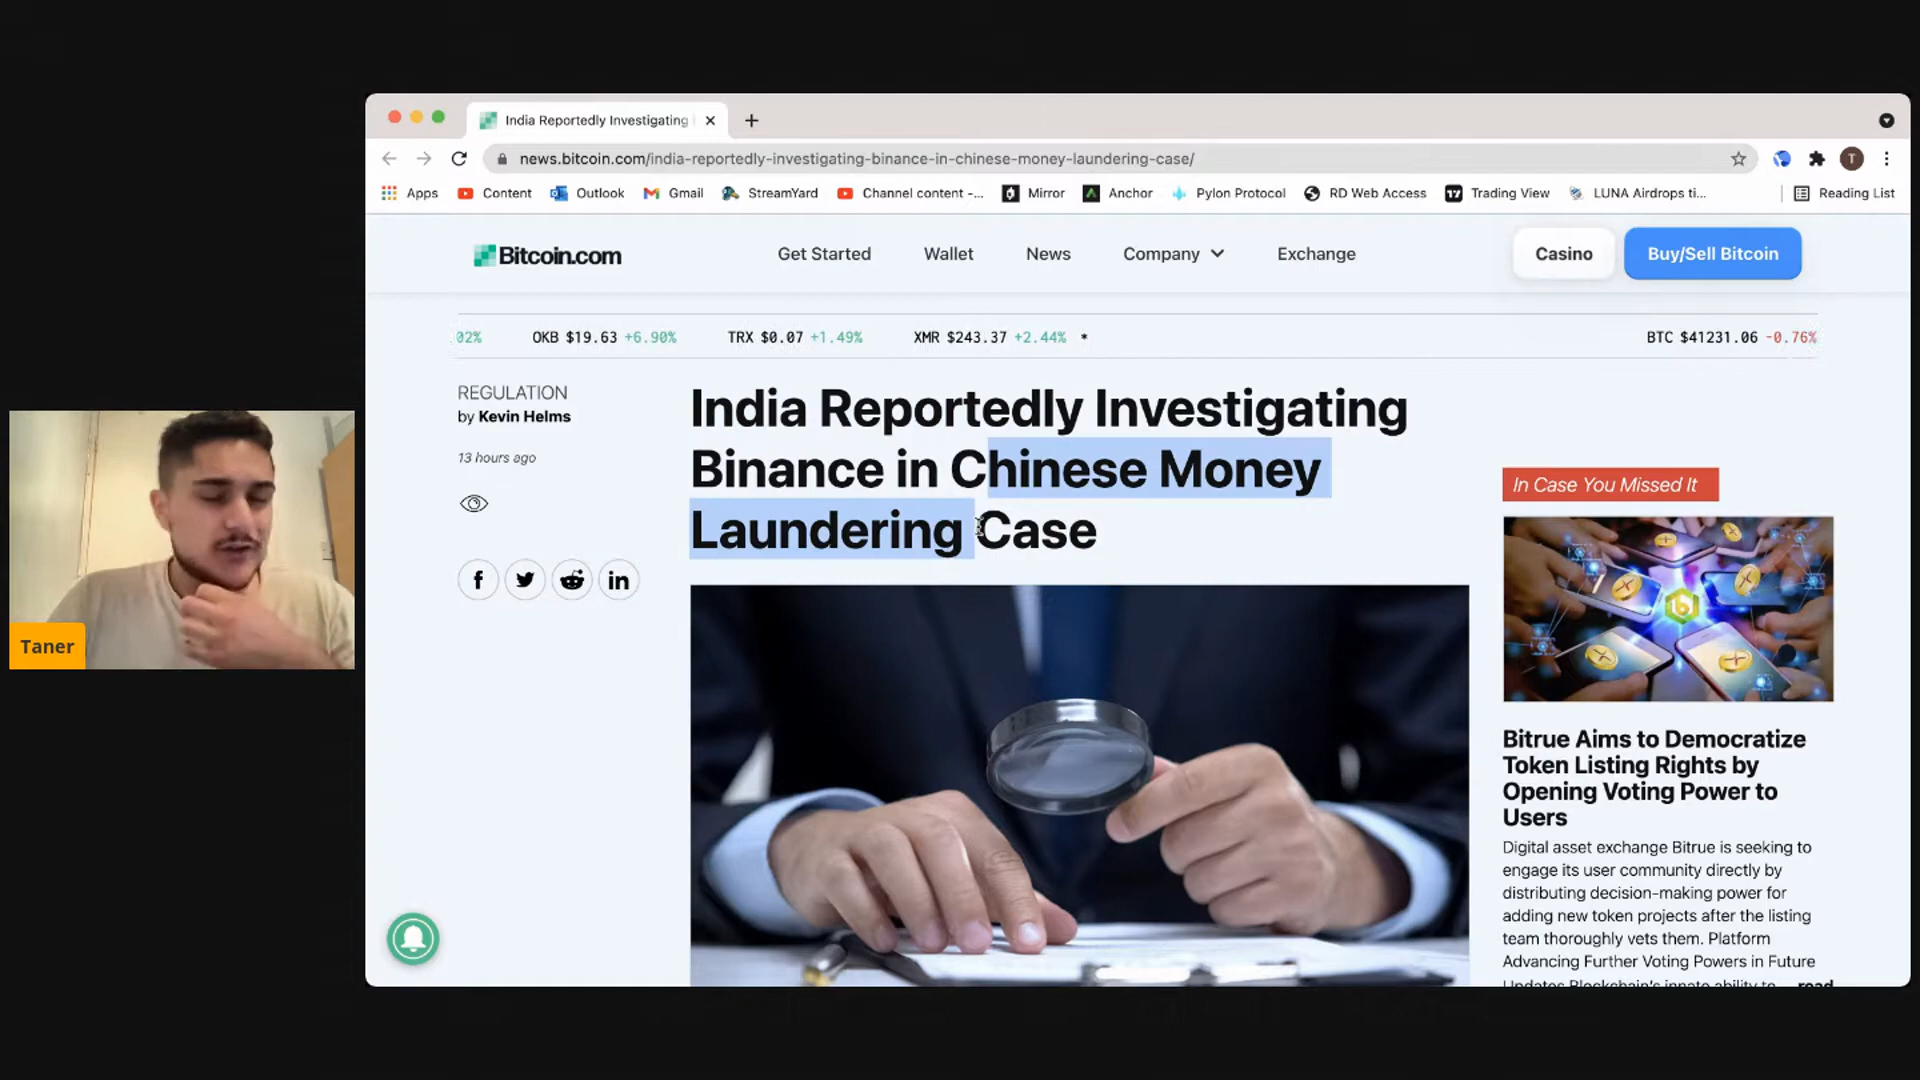 India Reportedly Investigating
news.bitcoin.com/india-reportedly-investigating-binance-in-chinese-money-laundering-case/
T
Apps Content Outlook Gmail StreamYard Channel content -... Mirror Anchor Pylon Protocol RD Web Access Trading View LUNA Airdrops ti... Reading List
Bitcoin.com Get Started Wallet News Company Exchange Casino Buy/Sell Bitcoin
02% OKB $19.63 +6.90% TRX $0.07 +1.49% XMR $243.37 +2.44% * BTC $41231.06 -0.76%
REGULATION
by Kevin Helms
13 hours ago
India Reportedly Investigating
Binance in Chinese Money
Laundering Case
In Case You Missed It
Bitrue Aims to Democratize
Token Listing Rights by
Opening Voting Power to
Users
Digital asset exchange Bitrue is seeking to
engage its user community directly by
distributing decision-making power for
adding new token projects after the listing
team thoroughly vets them. Platform
Advancing Further Voting Powers in Future
Updates Blockchain's innate ability to ... read
Taner